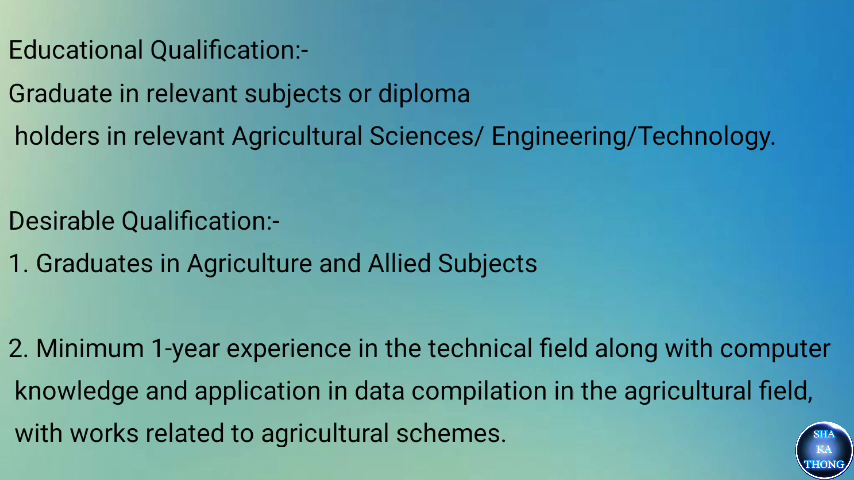 Educational Qualification:-
Graduate in relevant subjects or diploma
holders in relevant Agricultural Sciences/ Engineering/Technology.
Desirable Qualification:-
1. Graduates in Agriculture and Allied Subjects
2. Minimum 1-year experience in the technical field along with computer
knowledge and application in data compilation in the agricultural field,
with works related to agricultural schemes.
SHA
KA
THONG